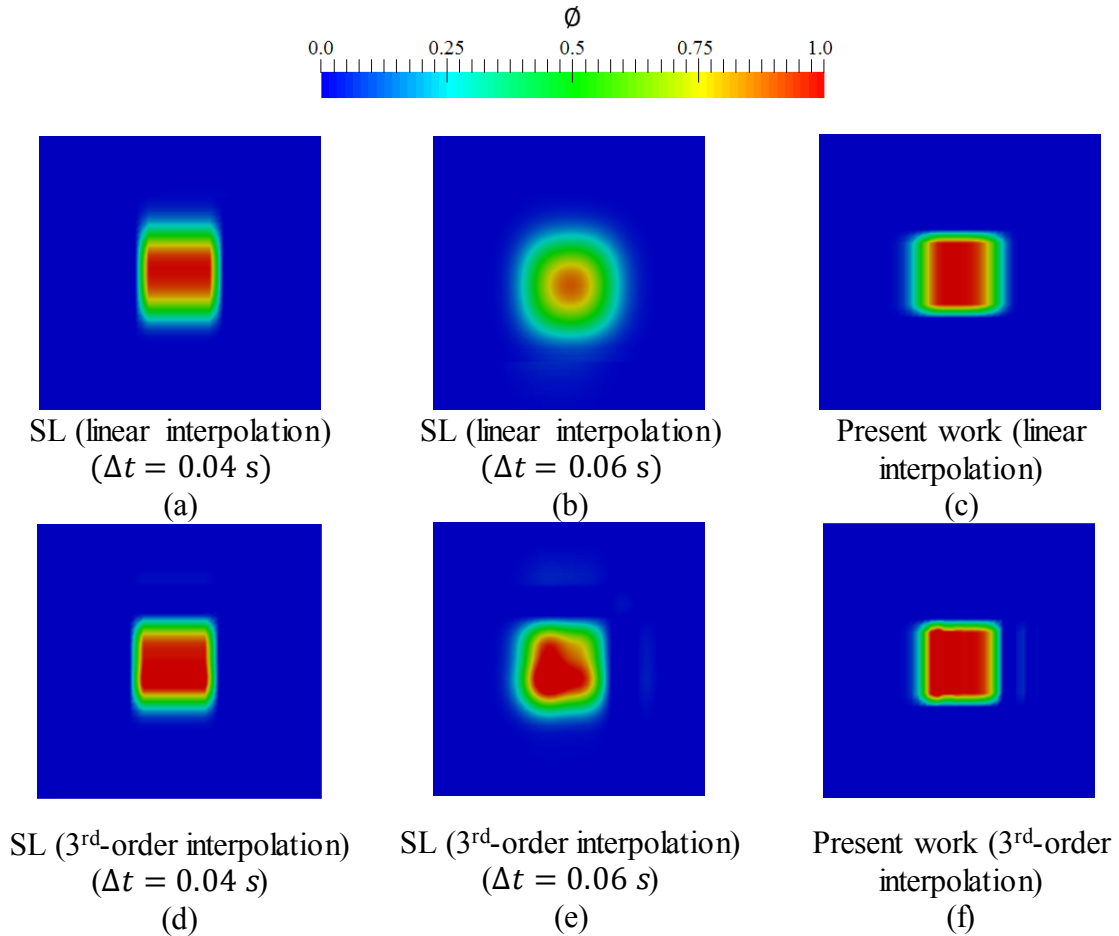 ∅
0.0 0.25 0.5 0.75 1.0
SL (linear interpolation)
(Δt = 0.04 s)
(a)
SL (linear interpolation)
(Δt = 0.06 s)
(b)
Present work (linear
interpolation)
(c)
SL (3rd-order interpolation)
(Δt = 0.04 s)
(d)
SL (3rd-order interpolation)
(Δt = 0.06 s)
(e)
Present work (3rd-order
interpolation)
(f)